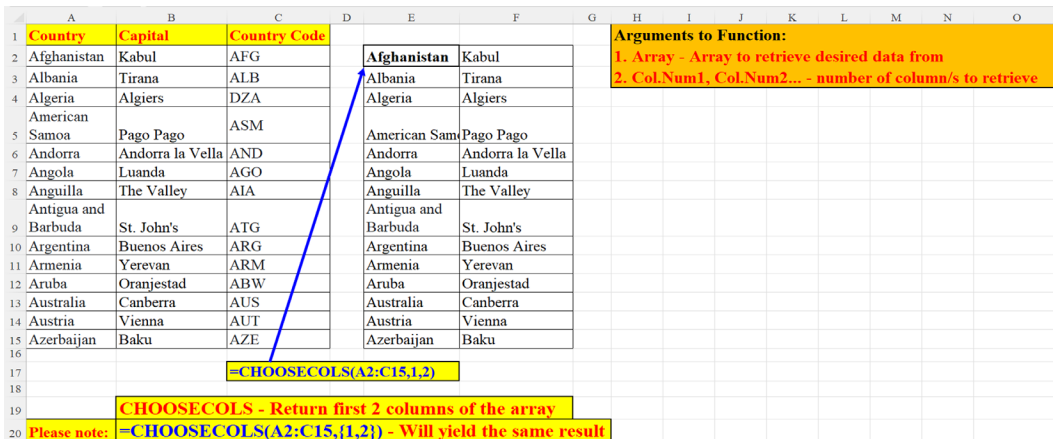 A B C D E F G H I J K L M N O
1 Country Capital Country Code Arguments to Function:
2 Afghanistan Kabul AFG Afghanistan Kabul 1. Array - Array to retrieve desired data from
3 Albania Tirana ALB Albania Tirana 2. Col.Num1, Col.Num2... - number of column/s to retrieve
4 Algeria Algiers DZA Algeria Algiers
American
5 Samoa Pago Pago ASM American Sam Pago Pago
6 Andorra Andorra la Vella AND Andorra Andorra la Vella
7 Angola Luanda AGO Angola Luanda
8 Anguilla The Valley AIA Anguilla The Valley
Antigua and Antigua and
9 Barbuda St. John's ATG Barbuda St. John's
10 Argentina Buenos Aires ARG Argentina Buenos Aires
11 Armenia Yerevan ARM Armenia Yerevan
12 Aruba Oranjestad ABW Aruba Oranjestad
13 Australia Canberra AUS Australia Canberra
14 Austria Vienna AUT Austria Vienna
15 Azerbaijan Baku AZE Azerbaijan Baku
16
17 =CHOOSECOLS(A2:C15,1,2)
18
19 CHOOSECOLS - Return first 2 columns of the array
20 Please note: =CHOOSECOLS(A2:C15,{1,2}) - Will yield the same result